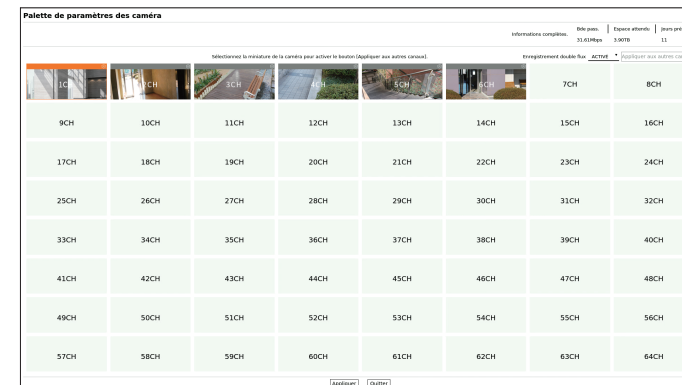 Palette de paramètres des caméra
Informations complètes. Bde pass. Espace attendu Jours pré
31.61Mbps 3.90TB 11
Sélectionnez la miniature de la caméra pour activer le bouton [Appliquer aux autres canaux]. Enregistrement double flux ACTIVE Appliquer aux autres ca
1CH 2CH 3CH 4CH 5CH 6CH 7CH 8CH
9CH 10CH 11CH 12CH 13CH 14CH 15CH 16CH
17CH 18CH 19CH 20CH 21CH 22CH 23CH 24CH
25CH 26CH 27CH 28CH 29CH 30CH 31CH 32CH
33CH 34CH 35CH 36CH 37CH 38CH 39CH 40CH
41CH 42CH 43CH 44CH 45CH 46CH 47CH 48CH
49CH 50CH 51CH 52CH 53CH 54CH 55CH 56CH
57CH 58CH 59CH 60CH 61CH 62CH 63CH 64CH
Appliquer Quitter